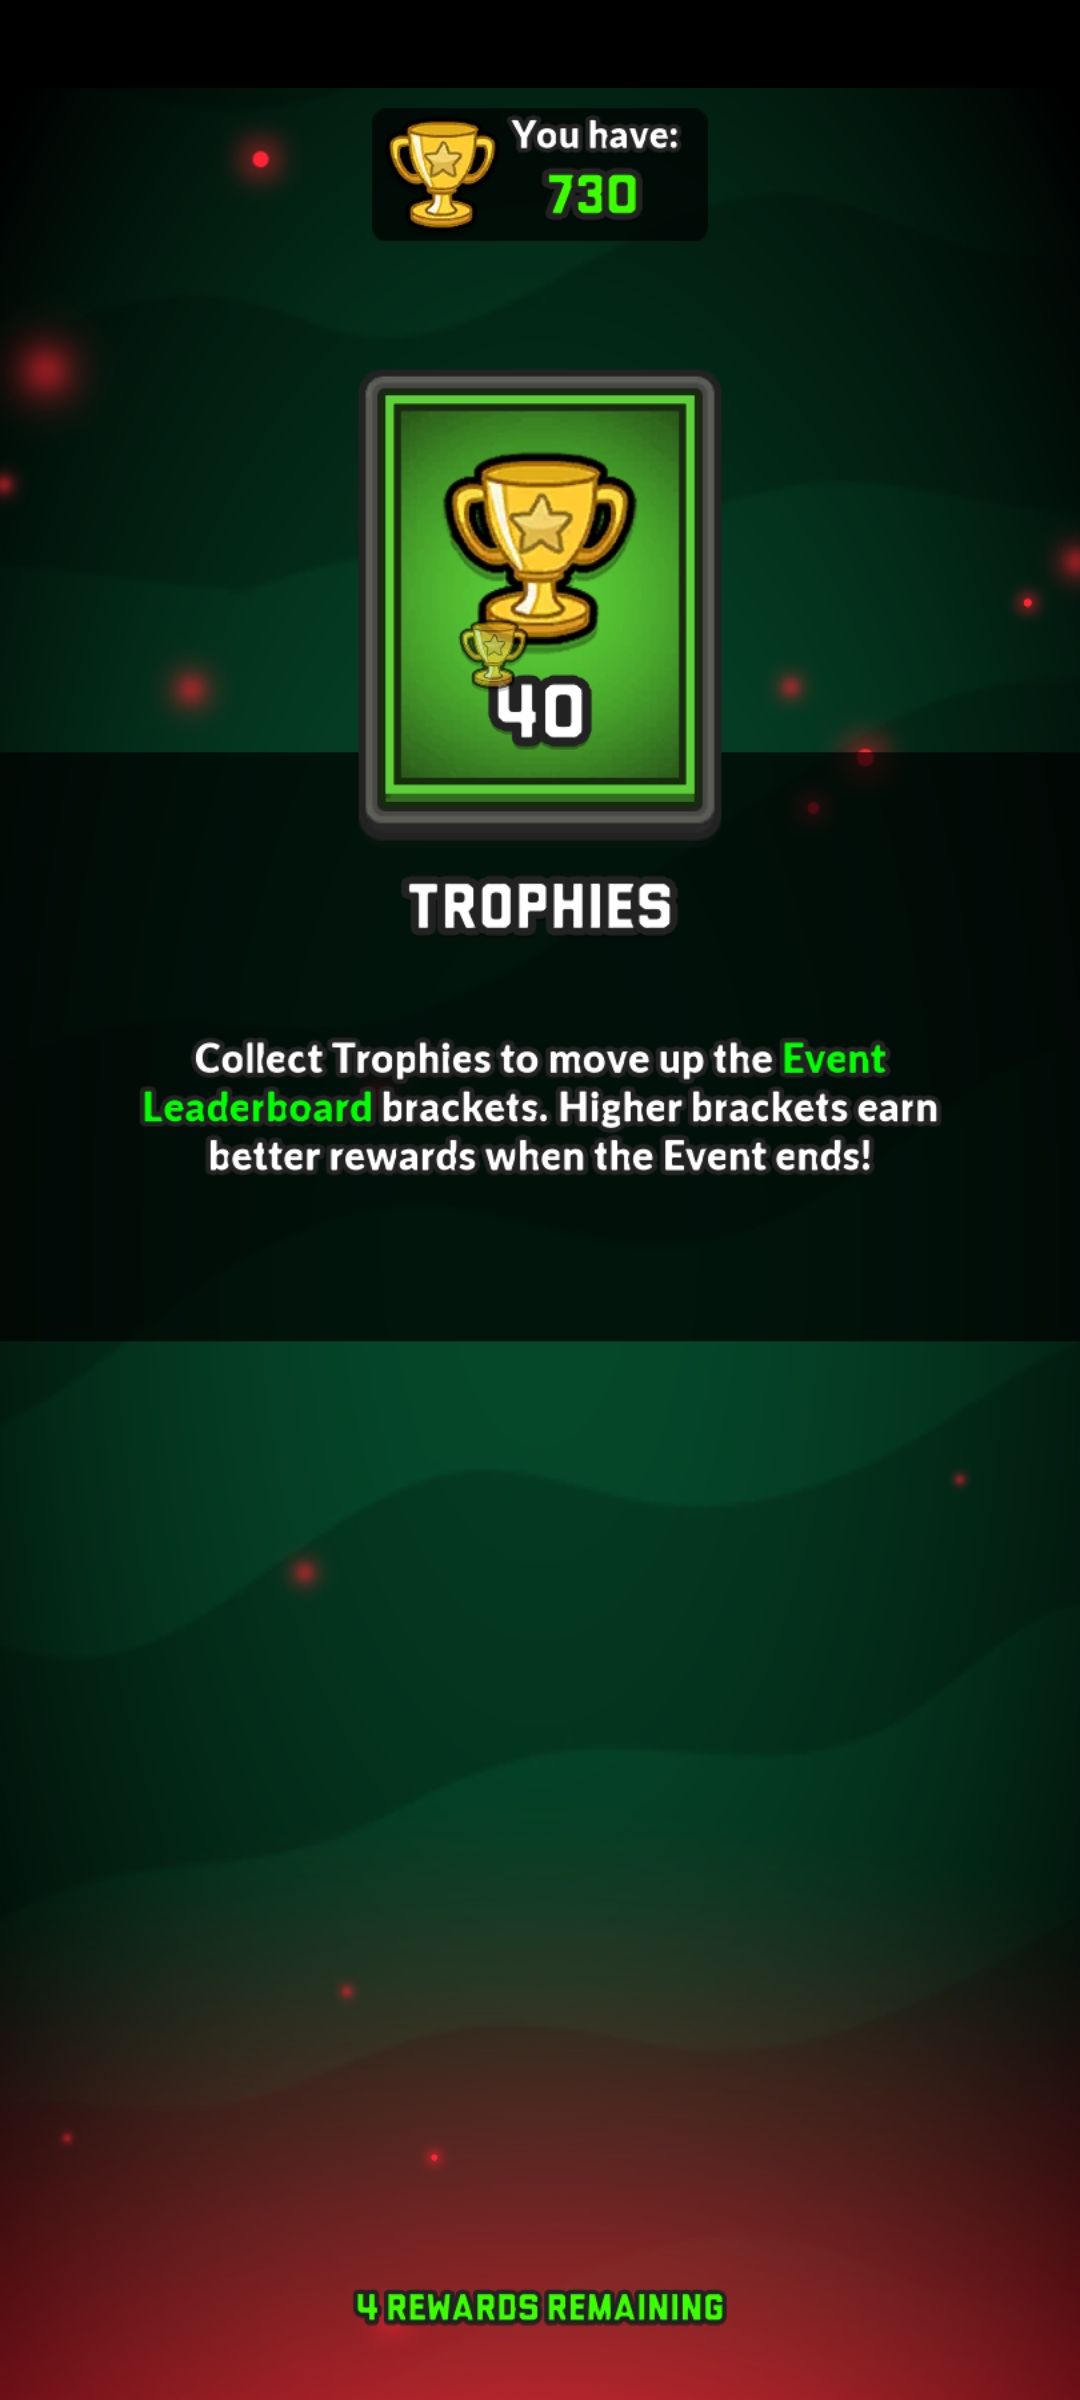 You have:
730
40
TROPHIES
Collect Trophies to move up the Event
Leaderboard brackets. Higher brackets earn
better rewards when the Event ends!
4 REWARDS REMAINING